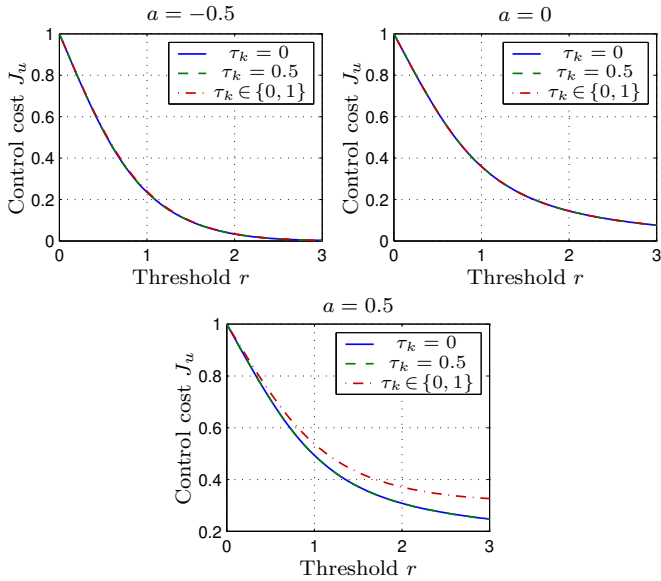 a = −0.5
Control cost J_u
1
0.8
0.6
0.4
0.2
0
τ_k = 0
τ_k = 0.5
τ_k ∈ {0, 1}
0 1 2 3
Threshold r
a = 0
Control cost J_u
1
0.8
0.6
0.4
0.2
0
τ_k = 0
τ_k = 0.5
τ_k ∈ {0, 1}
0 1 2 3
Threshold r
a = 0.5
Control cost J_u
1
0.8
0.6
0.4
0.2
τ_k = 0
τ_k = 0.5
τ_k ∈ {0, 1}
0 1 2 3
Threshold r